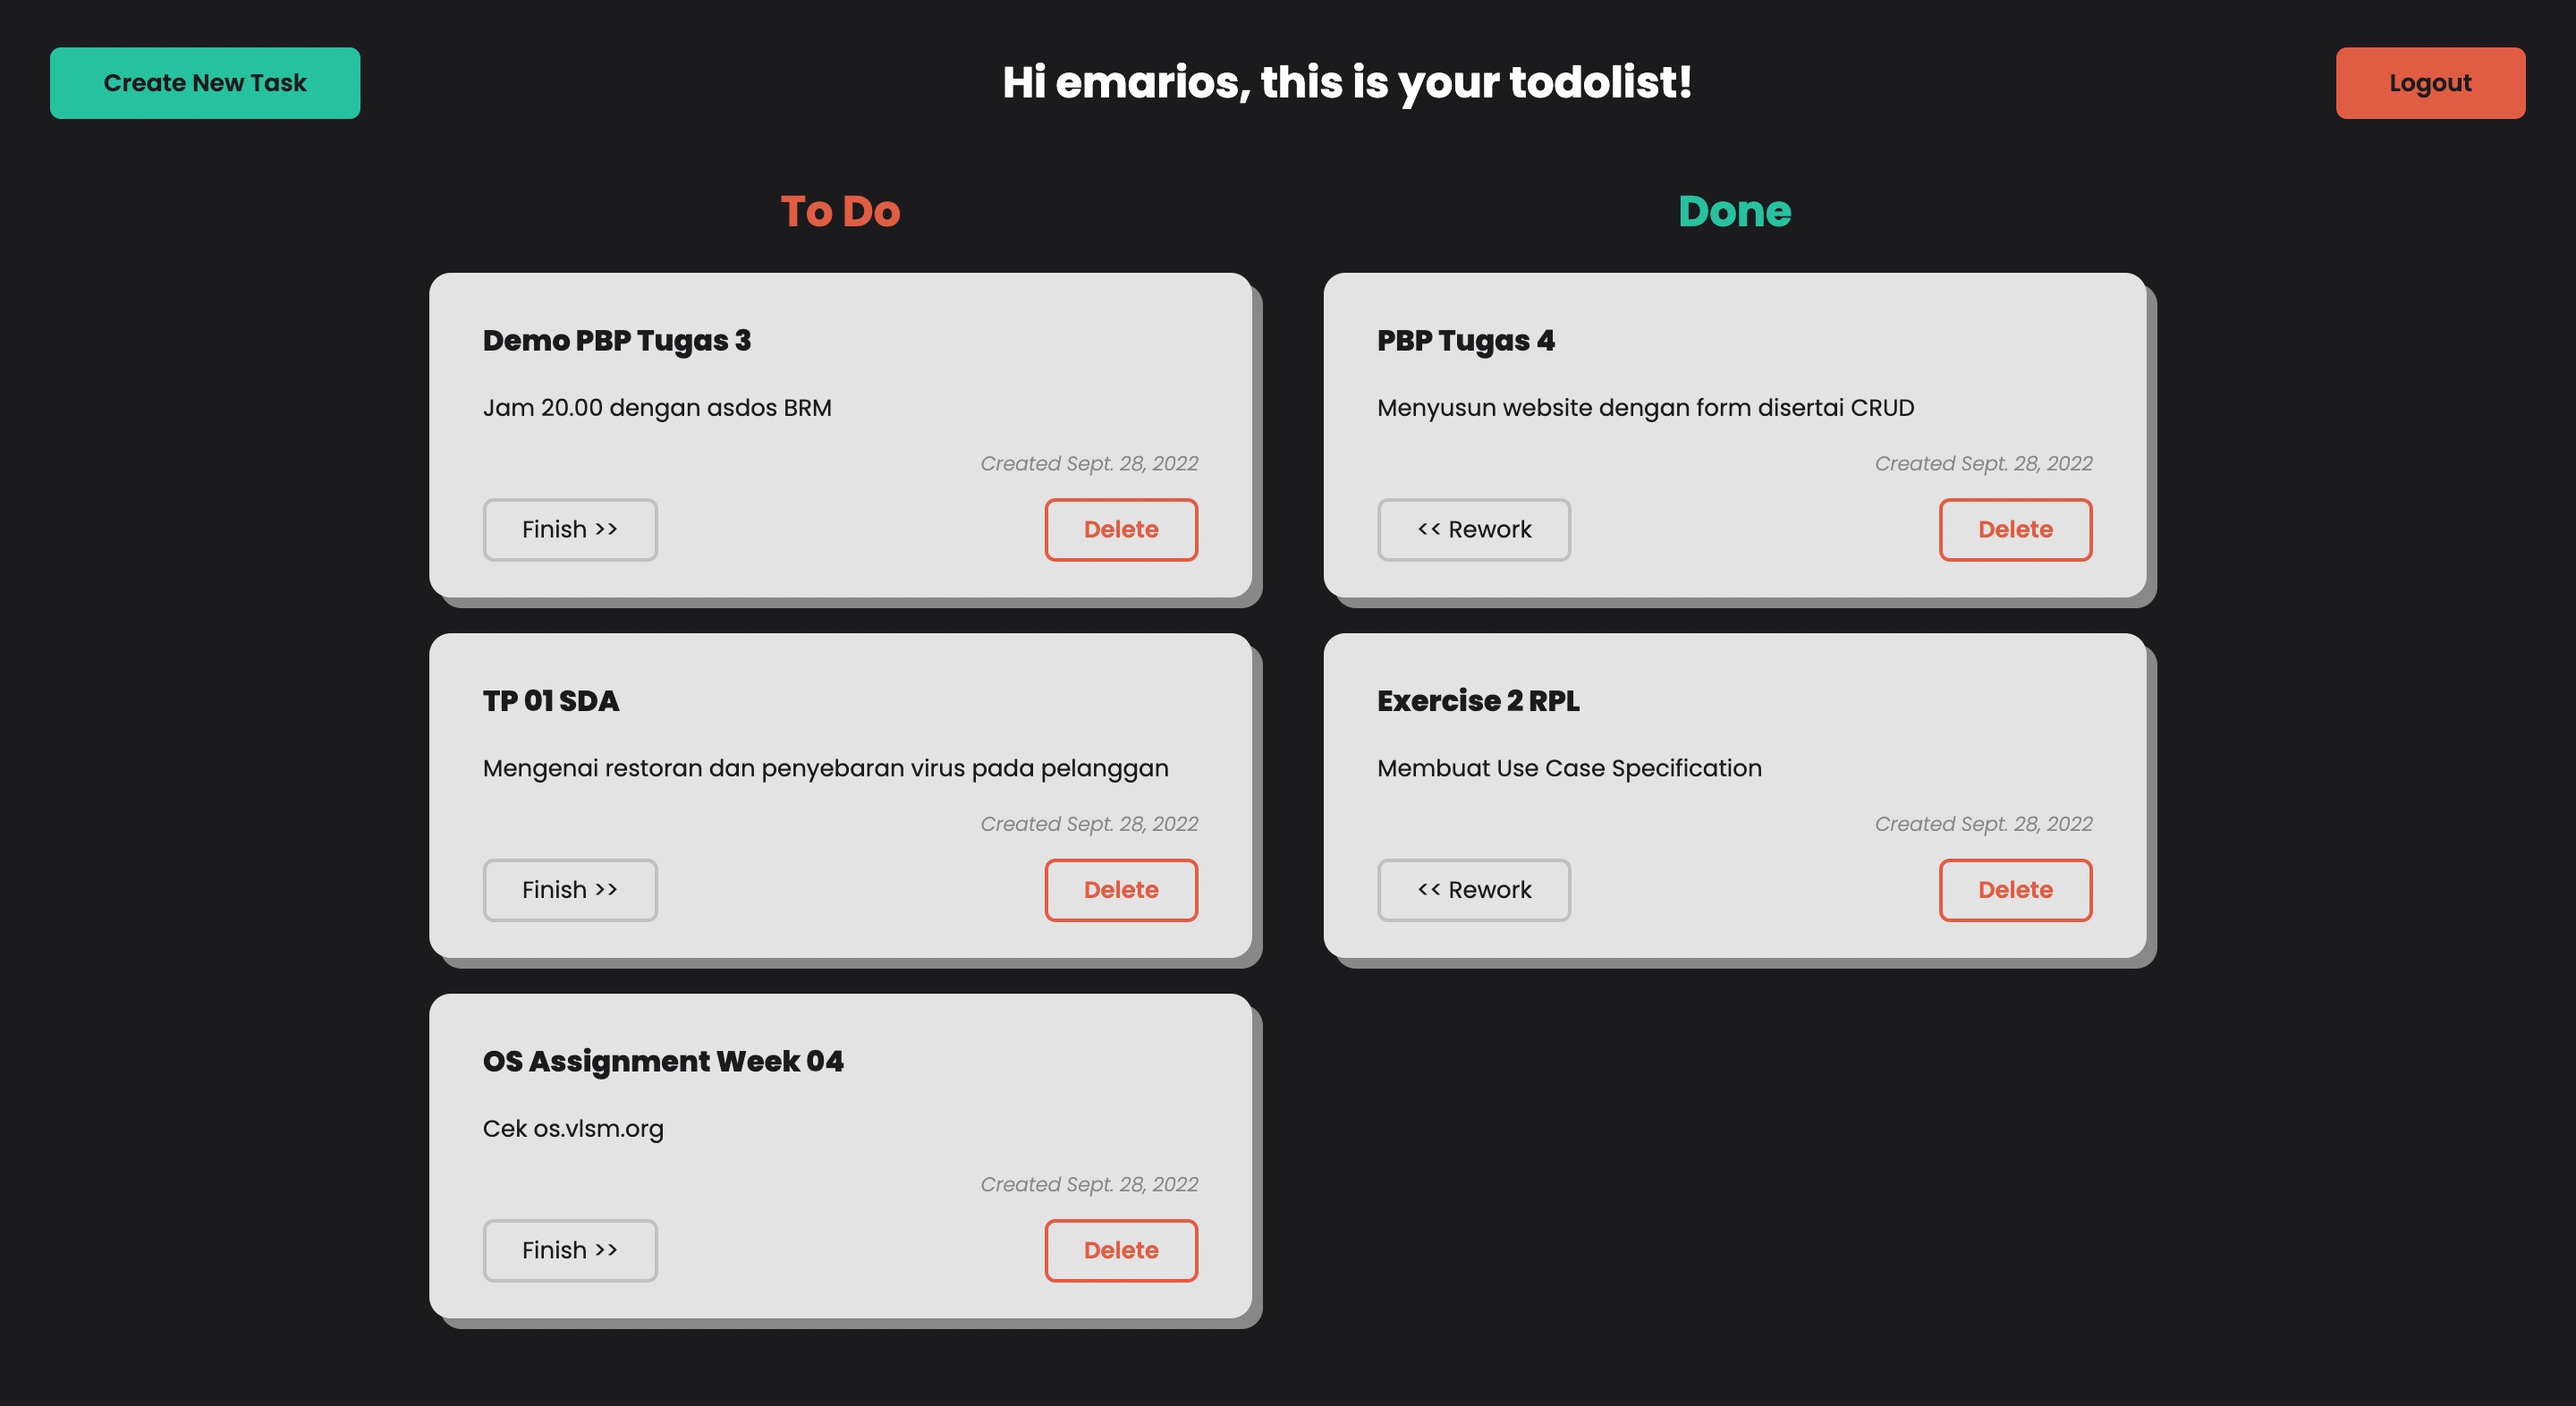 Create New Task
Hi emarios, this is your todolist!
Logout
To Do
Demo PBP Tugas 3
Jam 20.00 dengan asdos BRM
Created Sept. 28, 2022
Finish >>
Delete
TP 01 SDA
Mengenai restoran dan penyebaran virus pada pelanggan
Created Sept. 28, 2022
Finish >>
Delete
OS Assignment Week 04
Cek os.vlsm.org
Created Sept. 28, 2022
Finish >>
Delete
Done
PBP Tugas 4
Menyusun website dengan form disertai CRUD
Created Sept. 28, 2022
<< Rework
Delete
Exercise 2 RPL
Membuat Use Case Specification
Created Sept. 28, 2022
<< Rework
Delete